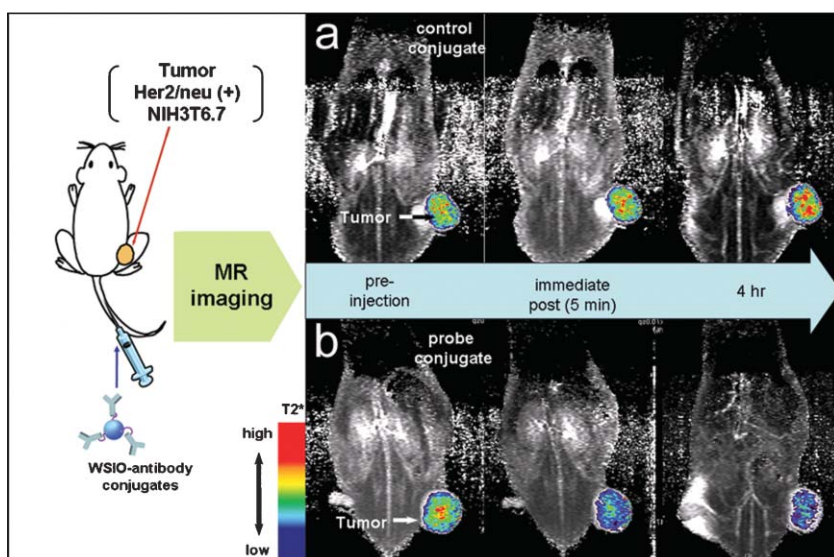 Tumor
Her2/neu (+)
NIH3T6.7
WSIO-antibody
conjugates
MR
imaging
T2*
high
low
a
control
conjugate
Tumor
pre-
injection
immediate
post (5 min)
4 hr
b
probe
conjugate
Tumor